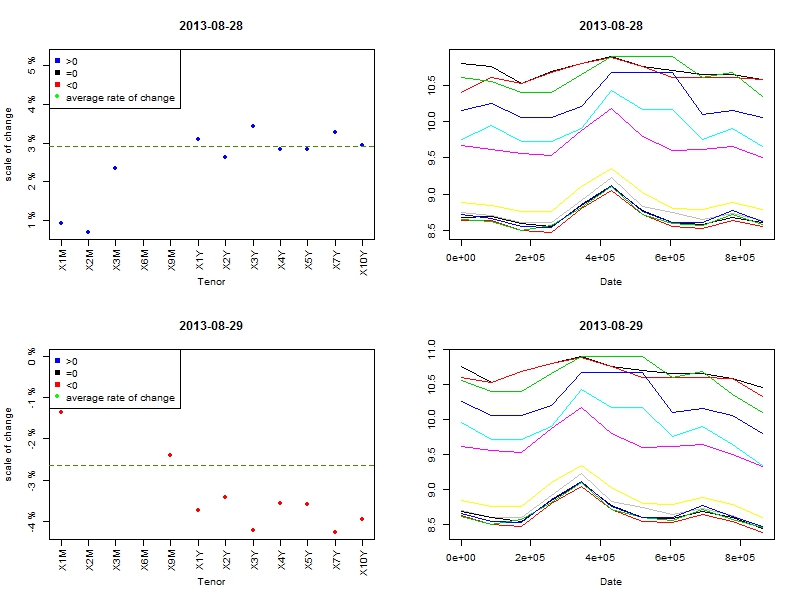 2013-08-28
>0
=0
<0
average rate of change
scale of change
1 %
2 %
3 %
4 %
5 %
X1M
X2M
X3M
X6M
X9M
X1Y
X2Y
X3Y
X4Y
X5Y
X7Y
X10Y
Tenor
2013-08-28
8.5
9.0
9.5
10.0
10.5
0e+00
2e+05
4e+05
6e+05
8e+05
Date
2013-08-29
>0
=0
<0
average rate of change
scale of change
-4 %
-3 %
-2 %
-1 %
0 %
X1M
X2M
X3M
X6M
X9M
X1Y
X2Y
X3Y
X4Y
X5Y
X7Y
X10Y
Tenor
2013-08-29
8.5
9.0
9.5
10.0
10.5
11.0
0e+00
2e+05
4e+05
6e+05
8e+05
Date